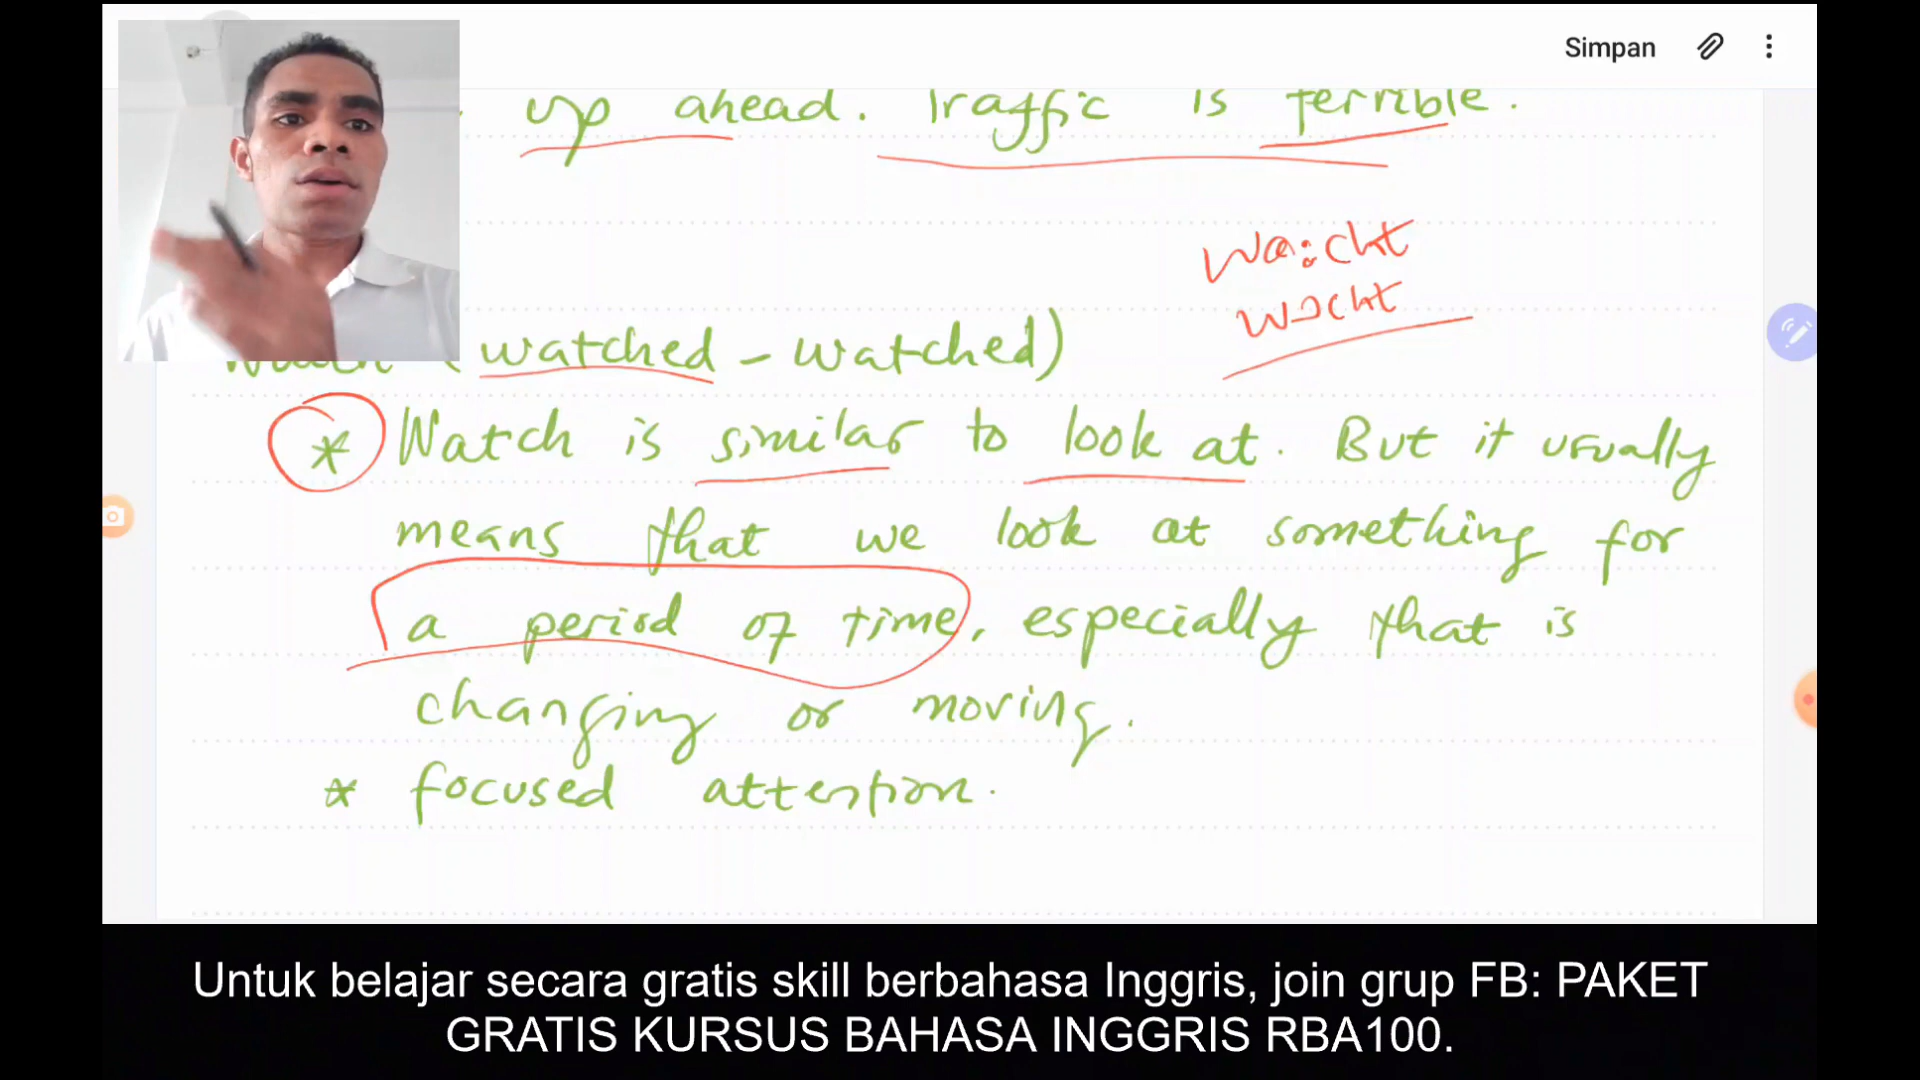 Simpan
up ahead. Traffic is terrible.
wa:cht
wɔcht
watch (watched - watched)
* Watch is similar to look at. But it usually
means that we look at something for
a period of time, especially that is
changing or moving.
* focused attention.
Untuk belajar secara gratis skill berbahasa Inggris, join grup FB: PAKET
GRATIS KURSUS BAHASA INGGRIS RBA100.